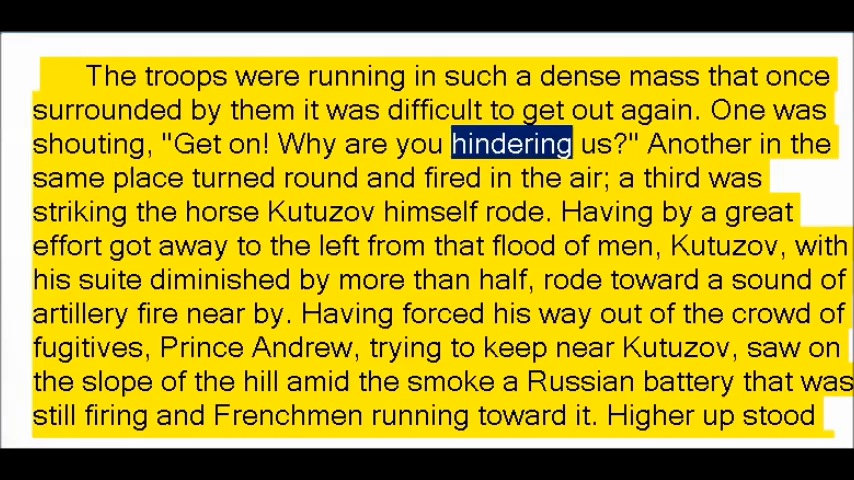 The troops were running in such a dense mass that once
surrounded by them it was difficult to get out again. One was
shouting, "Get on! Why are you hindering us?" Another in the
same place turned round and fired in the air; a third was
striking the horse Kutuzov himself rode. Having by a great
effort got away to the left from that flood of men, Kutuzov, with
his suite diminished by more than half, rode toward a sound of
artillery fire near by. Having forced his way out of the crowd of
fugitives, Prince Andrew, trying to keep near Kutuzov, saw on
the slope of the hill amid the smoke a Russian battery that was
still firing and Frenchmen running toward it. Higher up stood